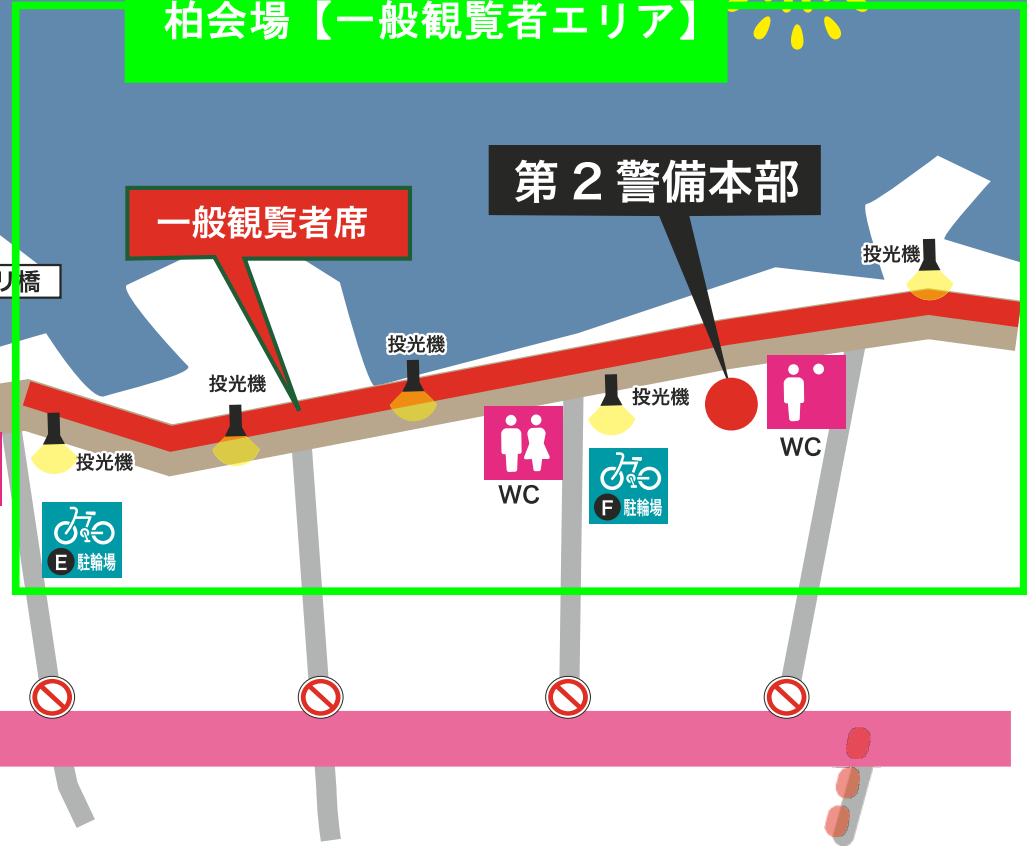 柏会場【一般観覧者エリア】
第2警備本部
一般観覧者席
投光機
リ橋
投光機
投光機
投光機
投光機
WC
WC
F 駐輪場
E 駐輪場